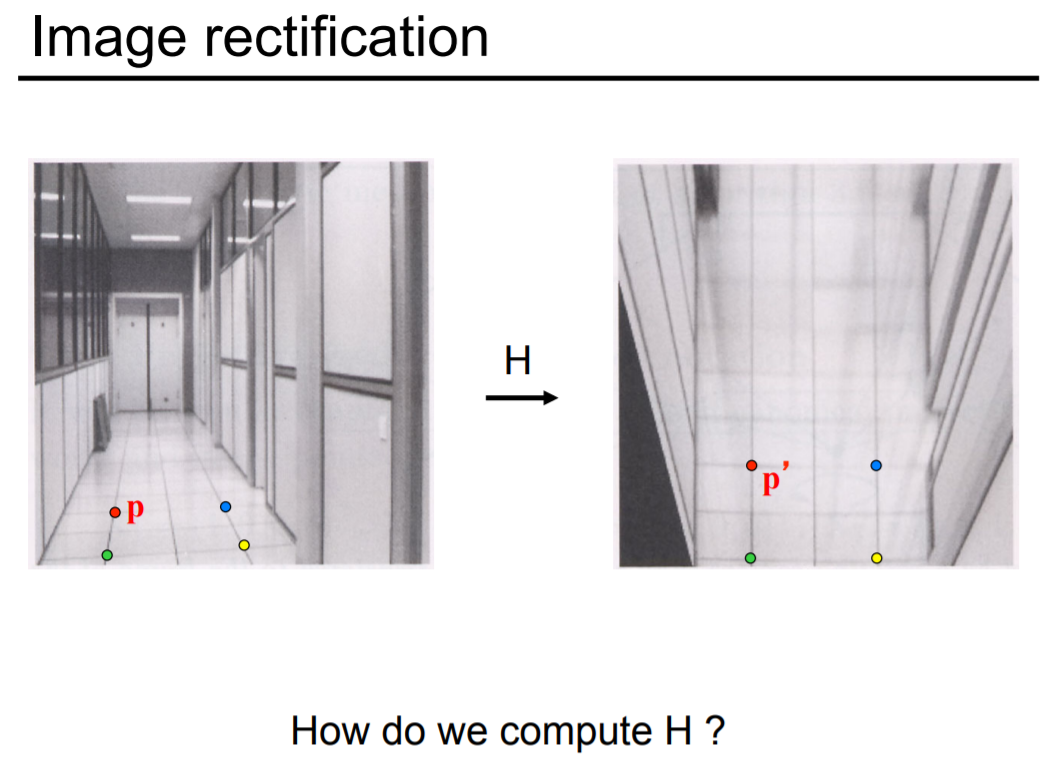 Image rectification
H
p
p’
How do we compute H ?